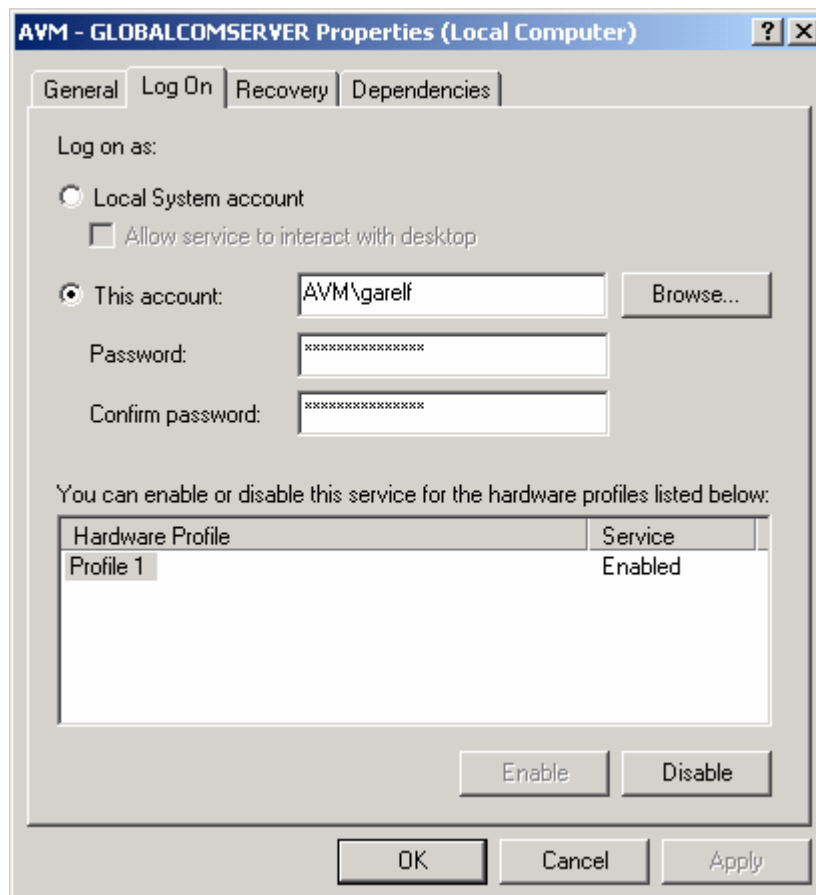 AVM - GLOBALCOMSERVER Properties (Local Computer)
General Log On Recovery Dependencies
Log on as:
Local System account
Allow service to interact with desktop
This account: AVM\garelf Browse...
Password: ***************
Confirm password: ***************
You can enable or disable this service for the hardware profiles listed below:
Hardware Profile Service
Profile 1 Enabled
Enable Disable
OK Cancel Apply